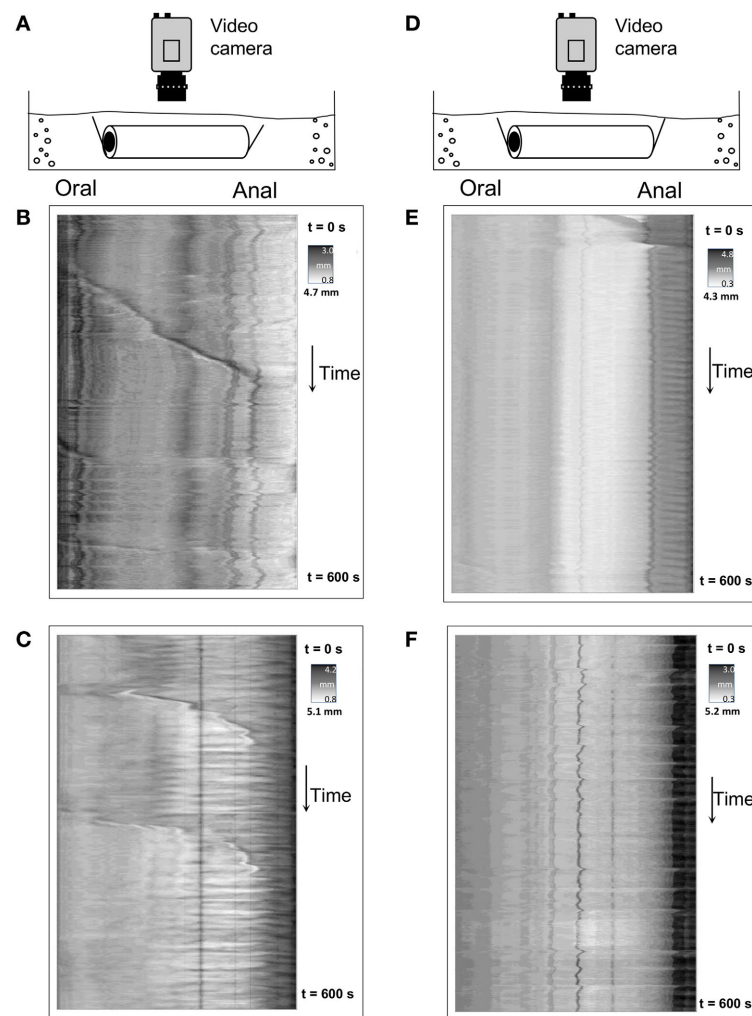 A
Video
camera
Oral
Anal
B
t = 0 s
3.0
mm
0.8
4.7 mm
Time
t = 600 s
C
t = 0 s
4.2
mm
0.8
5.1 mm
Time
t = 600 s
D
Video
camera
Oral
Anal
E
t = 0 s
4.8
mm
0.3
4.3 mm
Time
t = 600 s
F
t = 0 s
3.0
mm
0.3
5.2 mm
Time
t = 600 s